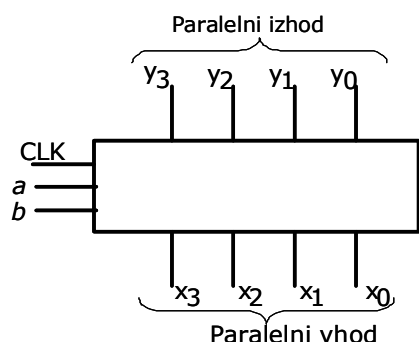 Paralelni izhod
y3 y2 y1 y0
CLK
a
b
x3 x2 x1 x0
Paralelni vhod